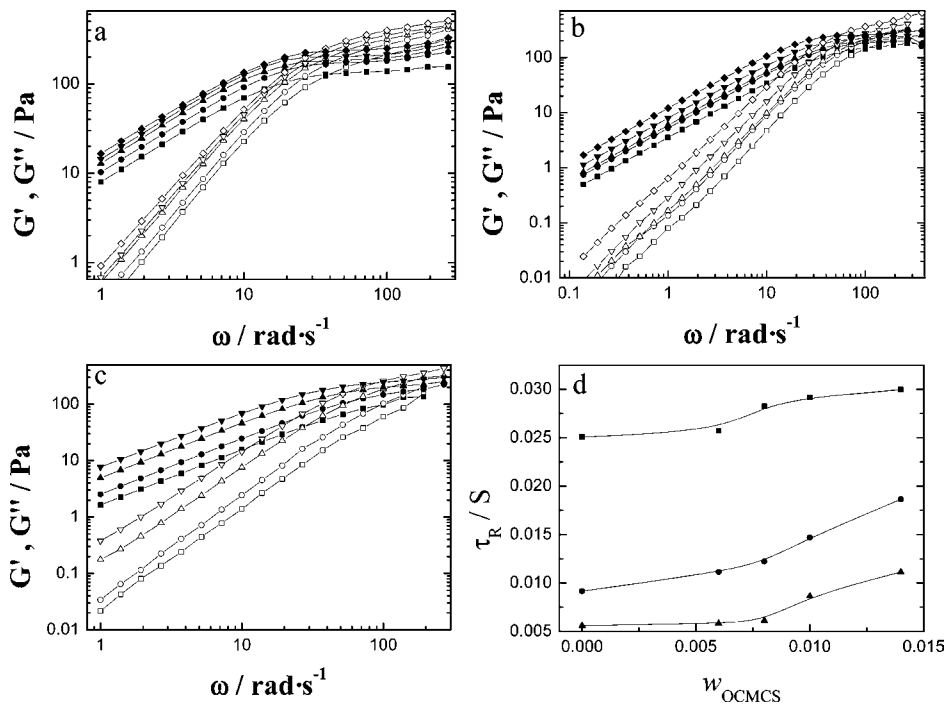 a
100
10
1
G' , G'' / Pa
1
10
100
ω / rad·s⁻¹
b
100
10
1
0.1
0.01
G' , G'' / Pa
0.1
1
10
100
ω / rad·s⁻¹
c
100
10
1
0.1
0.01
G' , G'' / Pa
1
10
100
ω / rad·s⁻¹
d
0.030
0.025
0.020
0.015
0.010
0.005
τR / S
0.000
0.005
0.010
0.015
wOCMCS